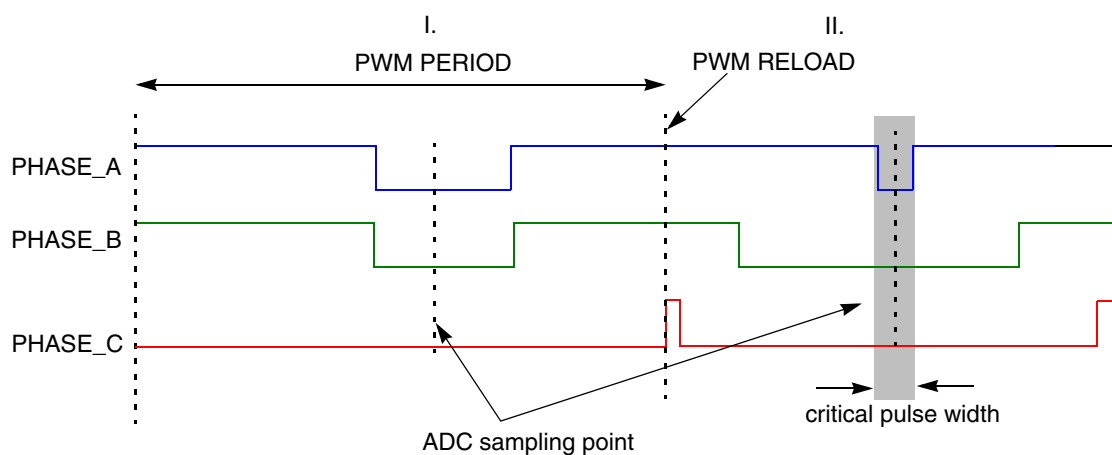 I.
II.
PWM PERIOD
PWM RELOAD
PHASE_A
PHASE_B
PHASE_C
critical pulse width
ADC sampling point